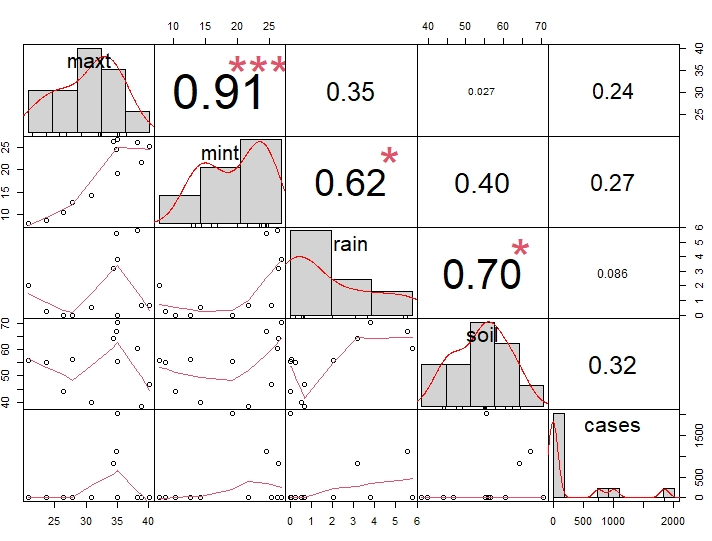 10 15 20 25 40 50 60 70
maxt 0.91 *** 0.35 0.027 0.24
25 30 35 40
10 15 20 25
mint 0.62 * 0.40 0.27
rain 0.70 * 0.086
0 1 2 3 4 5 6
40 50 60 70
soil 0.32
cases
0 500 1500
25 30 35 40 0 1 2 3 4 5 6 0 500 1000 2000